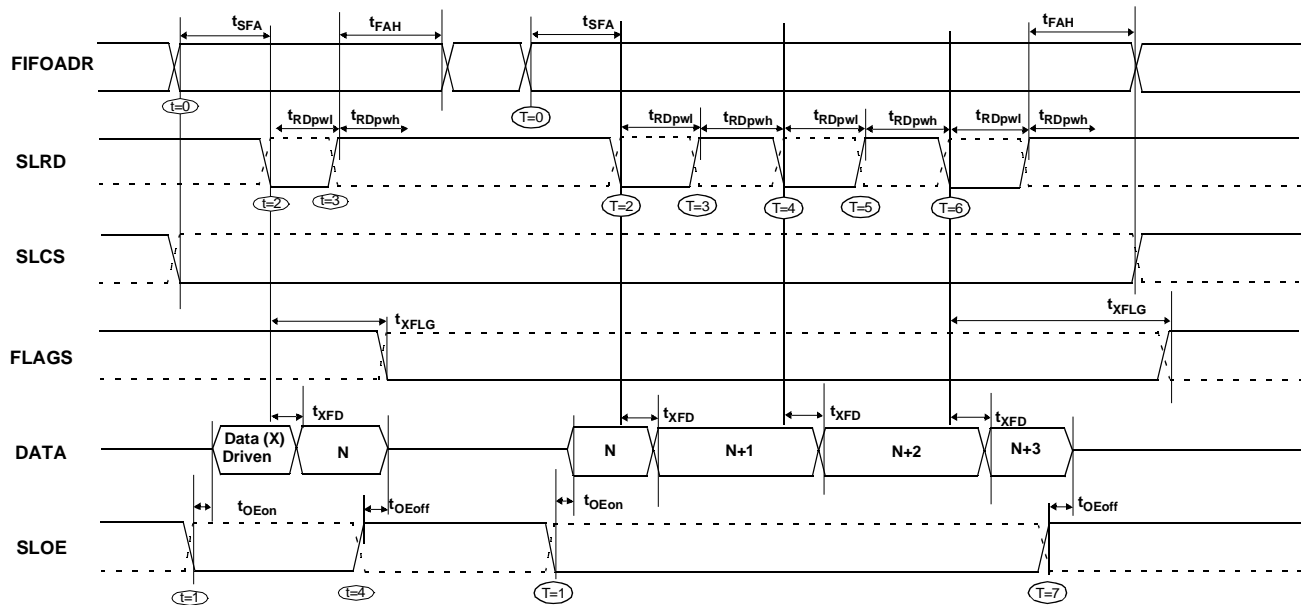 tSFA tFAH tSFA tFAH
FIFOADR
t=0 T=0
tRDpwl tRDpwh tRDpwl tRDpwh tRDpwl tRDpwh tRDpwl tRDpwh
SLRD
t=2 t=3 T=2 T=3 T=4 T=5 T=6
SLCS
tXFLG tXFLG
FLAGS
tXFD tXFD tXFD tXFD
DATA
Data (X)
Driven
N N N+1 N+2 N+3
tOEon tOEoff tOEon tOEoff
SLOE
t=1 t=4 T=1 T=7